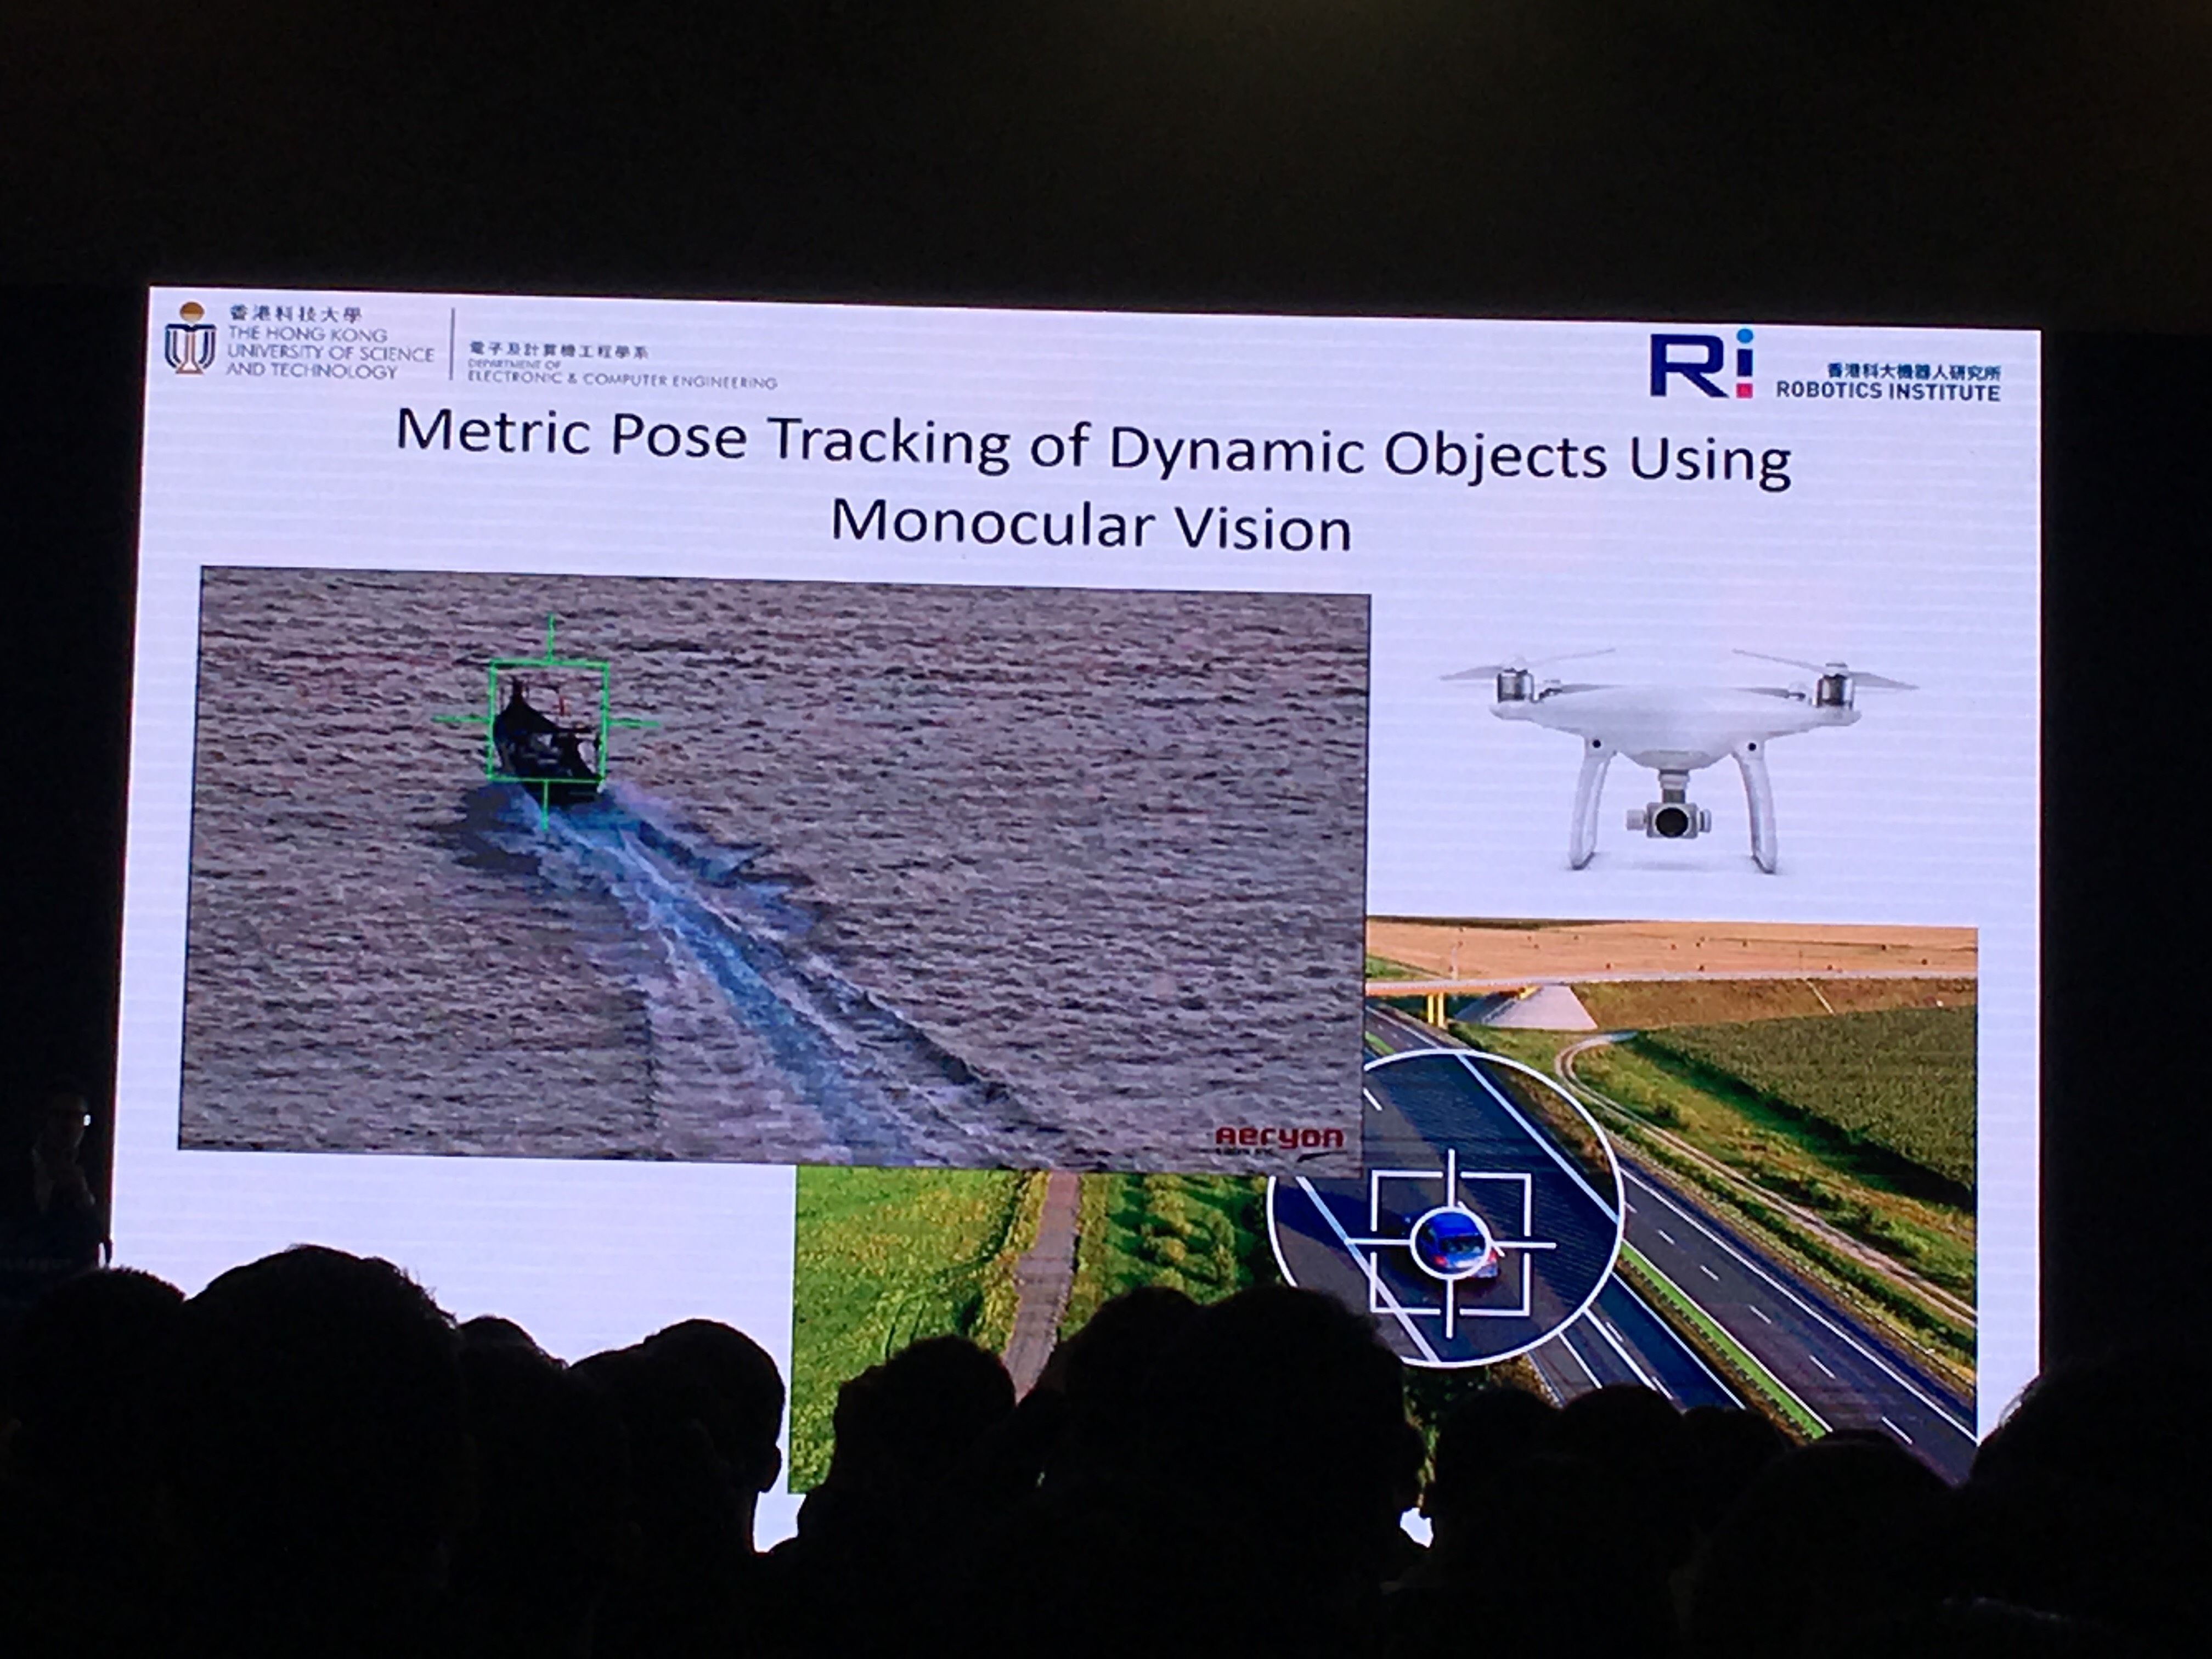 香港科技大學
THE HONG KONG
UNIVERSITY OF SCIENCE
AND TECHNOLOGY
電子及計算機工程學系
DEPARTMENT OF
ELECTRONIC & COMPUTER ENGINEERING
Ri
香港科大機器人研究所
ROBOTICS INSTITUTE
Metric Pose Tracking of Dynamic Objects Using
Monocular Vision
aeryon